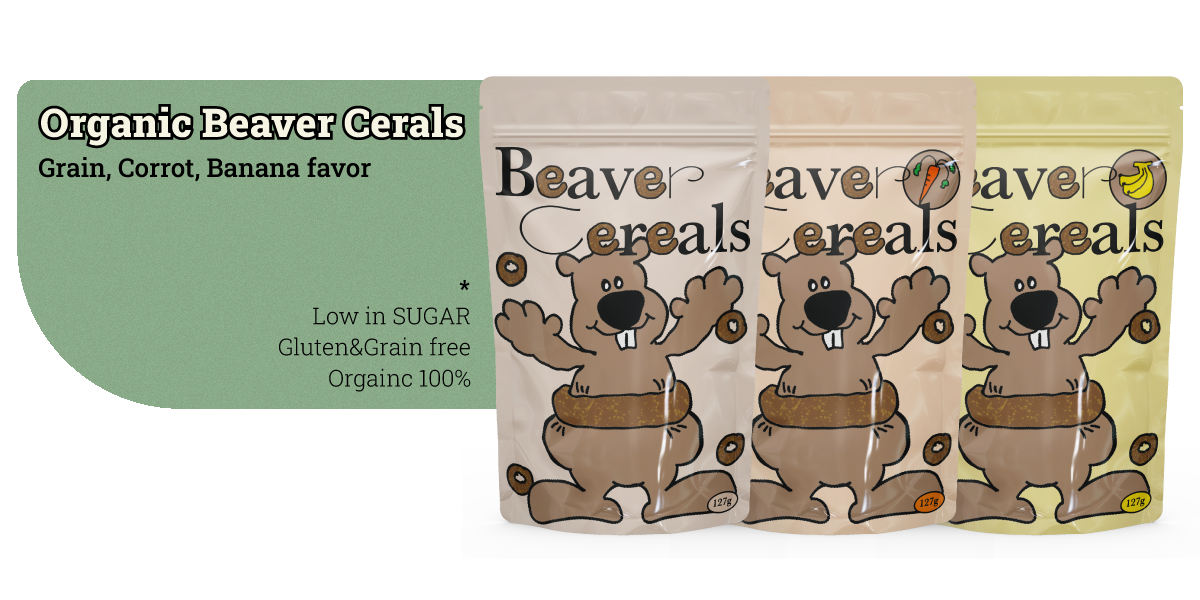 Organic Beaver Cerals
Grain, Corrot, Banana favor
*
Low in SUGAR
Gluten&Grain free
Orgainc 100%
Beaver
Cereals
127g
eaver
Cereals
127g
eaver
Cereals
127g